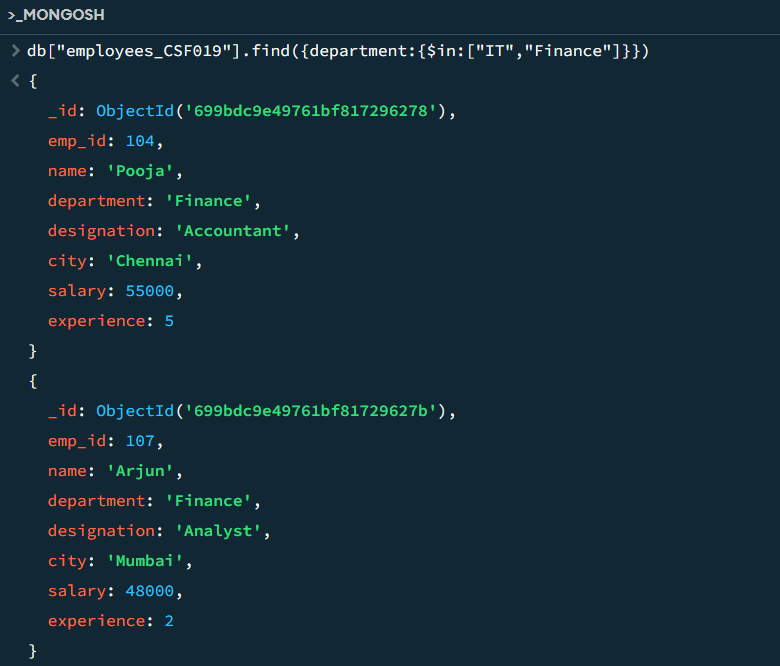 >_MONGOSH
> db["employees_CSF019"].find({department:{$in:["IT","Finance"]}})
< {
_id: ObjectId('699bdc9e49761bf817296278'),
emp_id: 104,
name: 'Pooja',
department: 'Finance',
designation: 'Accountant',
city: 'Chennai',
salary: 55000,
experience: 5
}
{
_id: ObjectId('699bdc9e49761bf81729627b'),
emp_id: 107,
name: 'Arjun',
department: 'Finance',
designation: 'Analyst',
city: 'Mumbai',
salary: 48000,
experience: 2
}